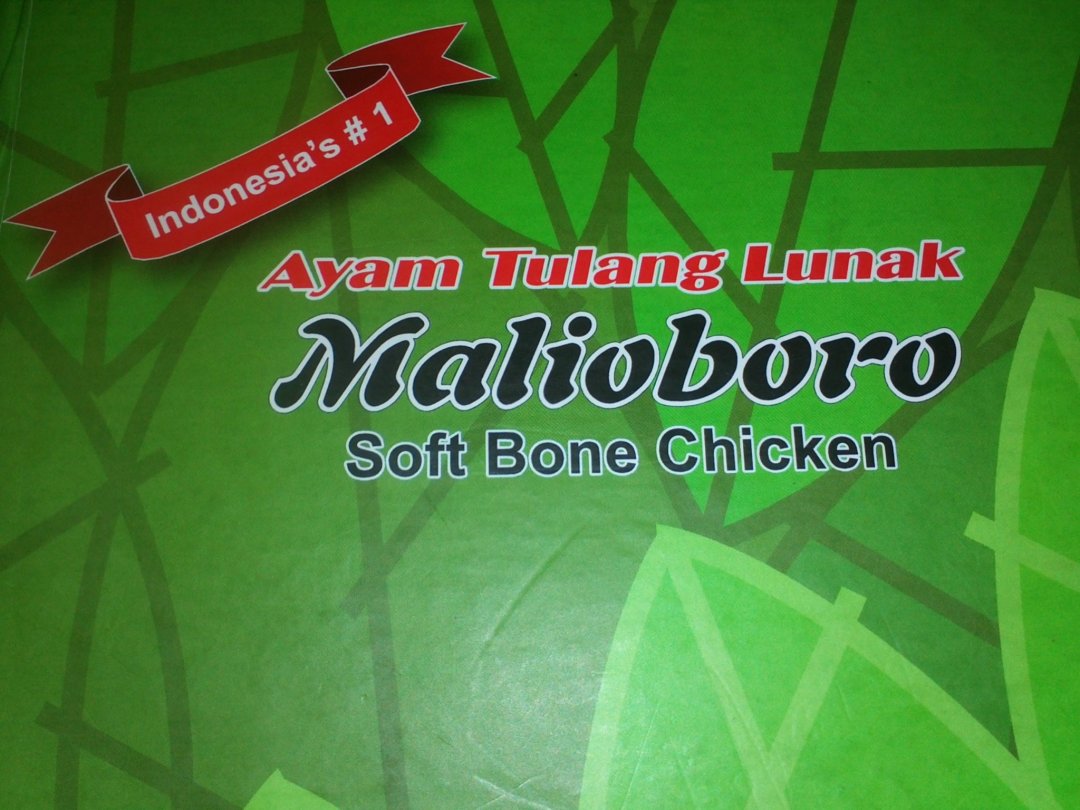 Indonesia's # 1
Ayam Tulang Lunak
Malioboro
Soft Bone Chicken